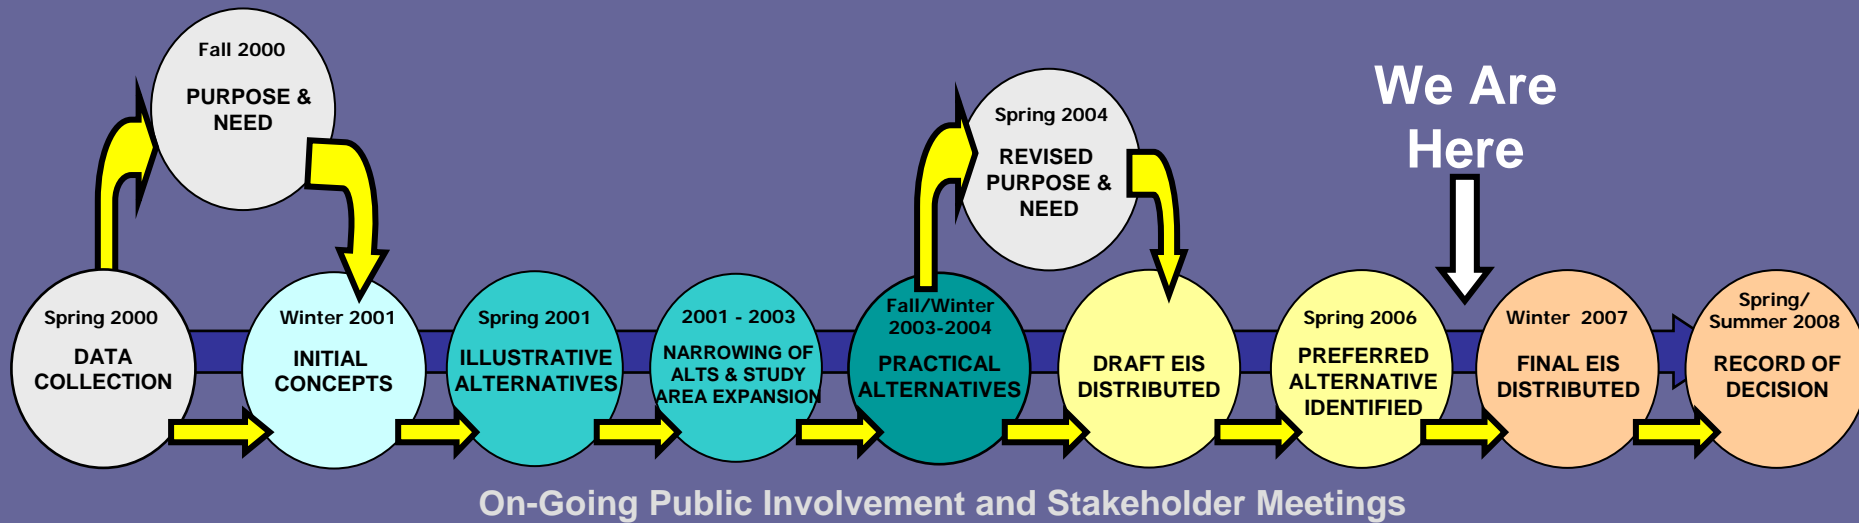 Fall 2000
PURPOSE &
NEED
Spring 2004
REVISED
PURPOSE &
NEED
We Are
Here
Spring 2000
DATA
COLLECTION
Winter 2001
INITIAL
CONCEPTS
Spring 2001
ILLUSTRATIVE
ALTERNATIVES
2001 - 2003
NARROWING OF
ALTS & STUDY
AREA EXPANSION
Fall/Winter
2003-2004
PRACTICAL
ALTERNATIVES
DRAFT EIS
DISTRIBUTED
Spring 2006
PREFERRED
ALTERNATIVE
IDENTIFIED
Winter 2007
FINAL EIS
DISTRIBUTED
Spring/
Summer 2008
RECORD OF
DECISION
On-Going Public Involvement and Stakeholder Meetings